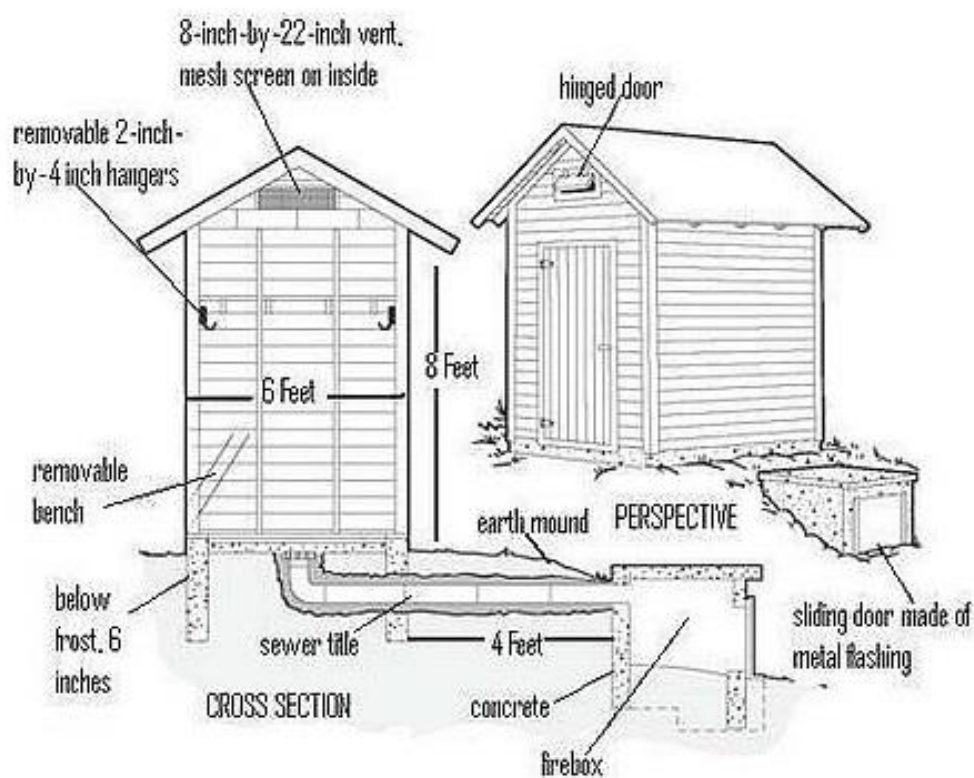 8-inch-by-22-inch vent.
mesh screen on inside
hinged door
removable 2-inch-
by-4 inch hangers
8 Feet
6 Feet
removable
bench
earth mound
PERSPECTIVE
below
frost. 6
inches
sewer tille
4 Feet
sliding door made of
metal flashing
CROSS SECTION
concrete
firebox